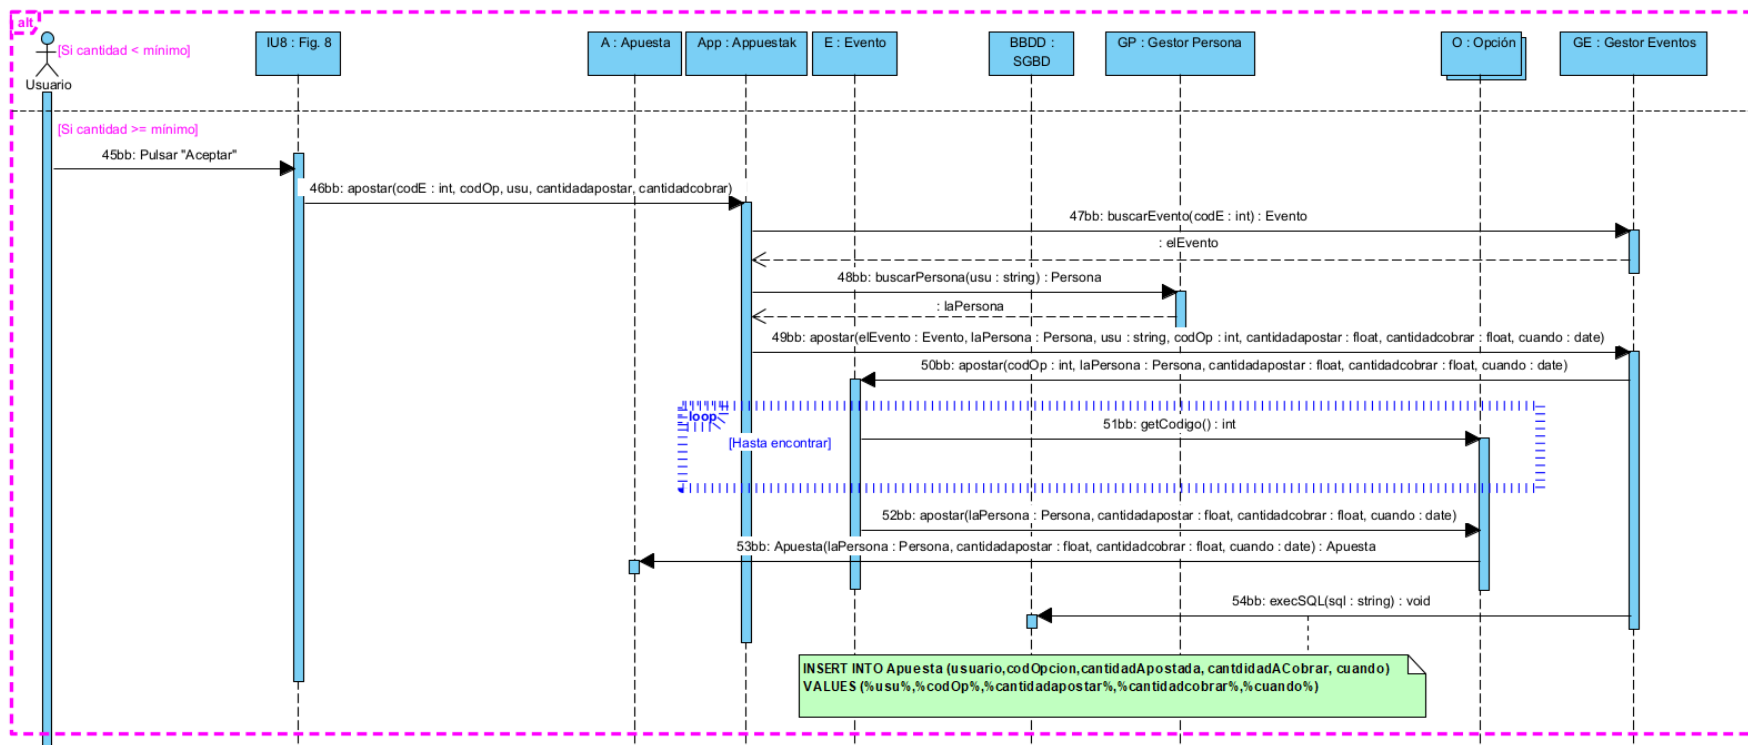 alt
[Si cantidad < mínimo]
Usuario
IU8 : Fig. 8
A : Apuesta
App : Appuestak
E : Evento
BBDD :
SGBD
GP : Gestor Persona
O : Opción
GE : Gestor Eventos
[Si cantidad >= mínimo]
45bb: Pulsar "Aceptar"
46bb: apostar(codE : int, codOp, usu, cantidadapostar, cantidadcobrar)
47bb: buscarEvento(codE : int) : Evento
: elEvento
48bb: buscarPersona(usu : string) : Persona
: laPersona
49bb: apostar(elEvento : Evento, laPersona : Persona, usu : string, codOp : int, cantidadapostar : float, cantidadcobrar : float, cuando : date)
50bb: apostar(codOp : int, laPersona : Persona, cantidadapostar : float, cantidadcobrar : float, cuando : date)
loop
51bb: getCodigo() : int
[Hasta encontrar]
52bb: apostar(laPersona : Persona, cantidadapostar : float, cantidadcobrar : float, cuando : date)
53bb: Apuesta(laPersona : Persona, cantidadapostar : float, cantidadcobrar : float, cuando : date) : Apuesta
54bb: execSQL(sql : string) : void
INSERT INTO Apuesta (usuario,codOpcion,cantidadApostada, cantdidadACobrar, cuando)
VALUES (%usu%,%codOp%,%cantidadapostar%,%cantidadcobrar%,%cuando%)